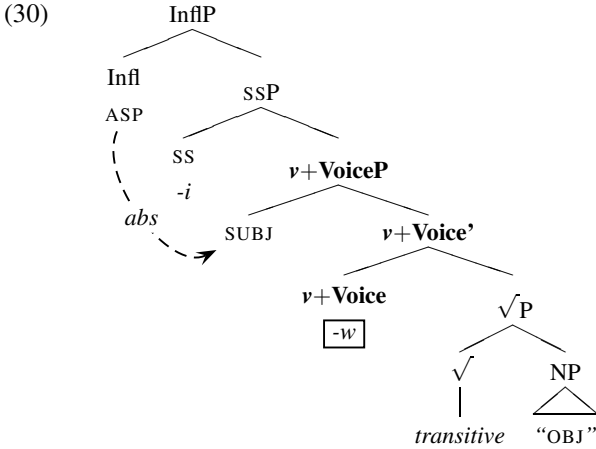 (30)
InflP
Infl
SSP
ASP
SS
v+VoiceP
-i
abs
SUBJ
v+Voice’
v+Voice
√P
-w
√
NP
transitive
“OBJ”